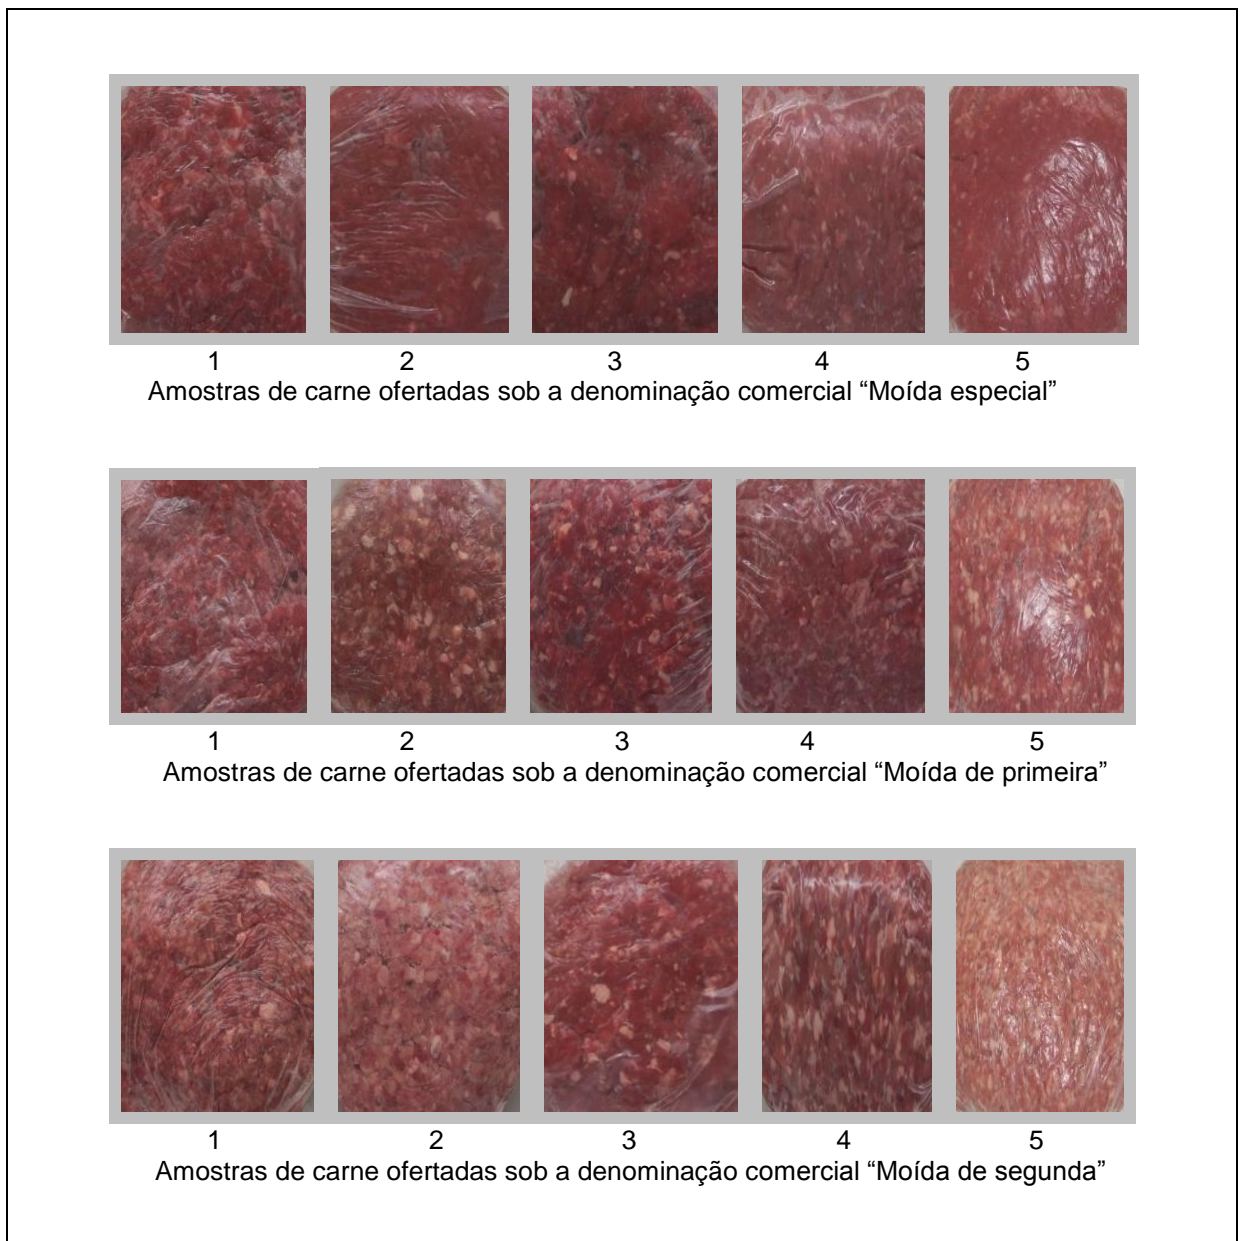 1 2 3 4 5
Amostras de carne ofertadas sob a denominação comercial “Moída especial”
1 2 3 4 5
Amostras de carne ofertadas sob a denominação comercial “Moída de primeira”
1 2 3 4 5
Amostras de carne ofertadas sob a denominação comercial “Moída de segunda”